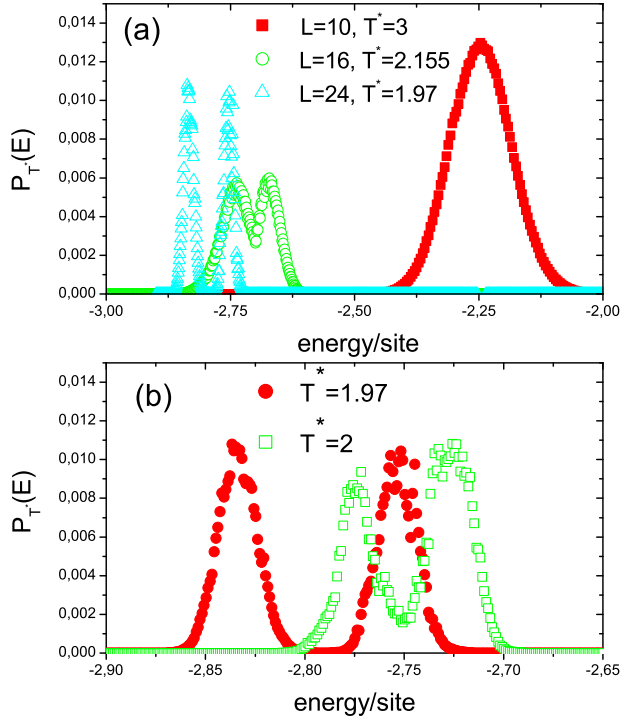 (a)
L=10, T*=3
L=16, T*=2.155
L=24, T*=1.97
P_T*(E)
0,014
0,012
0,010
0,008
0,006
0,004
0,002
0,000
-3,00 -2,75 -2,50 -2,25 -2,00
energy/site
(b)
T*=1.97
T*=2
P_T*(E)
0,014
0,012
0,010
0,008
0,006
0,004
0,002
0,000
-2,90 -2,85 -2,80 -2,75 -2,70 -2,65
energy/site